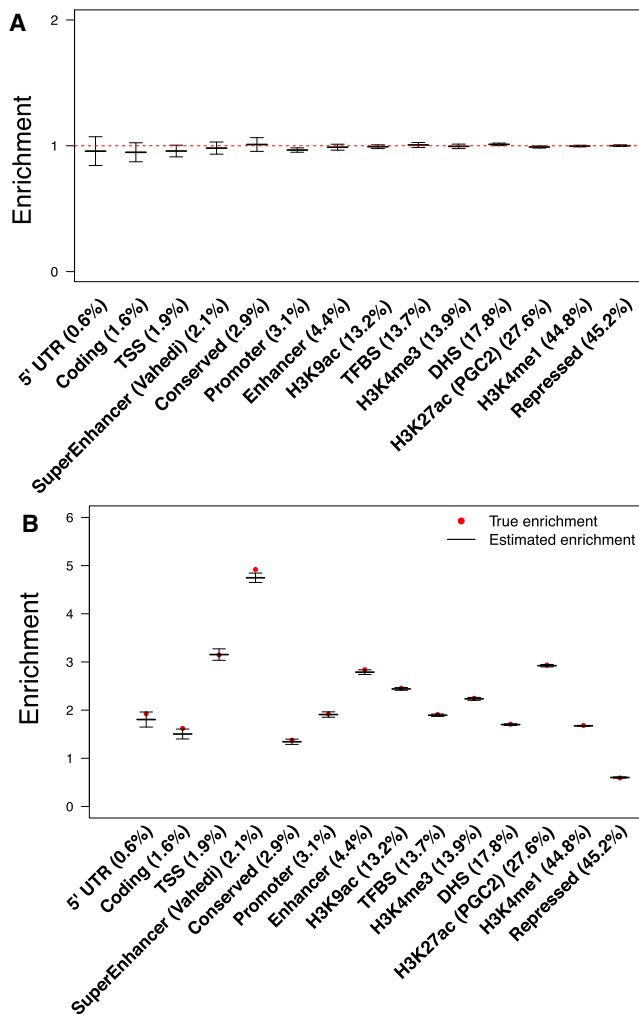 A
2
1
0
Enrichment
5' UTR (0.6%)
Coding (1.6%)
TSS (1.9%)
SuperEnhancer (Vahedi) (2.1%)
Conserved (2.9%)
Promoter (3.1%)
Enhancer (4.4%)
H3K9ac (13.2%)
TFBS (13.7%)
H3K4me3 (13.9%)
DHS (17.8%)
H3K27ac (PGC2) (27.6%)
H3K4me1 (44.8%)
Repressed (45.2%)
B
True enrichment
Estimated enrichment
6
5
4
3
2
1
0
Enrichment
5' UTR (0.6%)
Coding (1.6%)
TSS (1.9%)
SuperEnhancer (Vahedi) (2.1%)
Conserved (2.9%)
Promoter (3.1%)
Enhancer (4.4%)
H3K9ac (13.2%)
TFBS (13.7%)
H3K4me3 (13.9%)
DHS (17.8%)
H3K27ac (PGC2) (27.6%)
H3K4me1 (44.8%)
Repressed (45.2%)